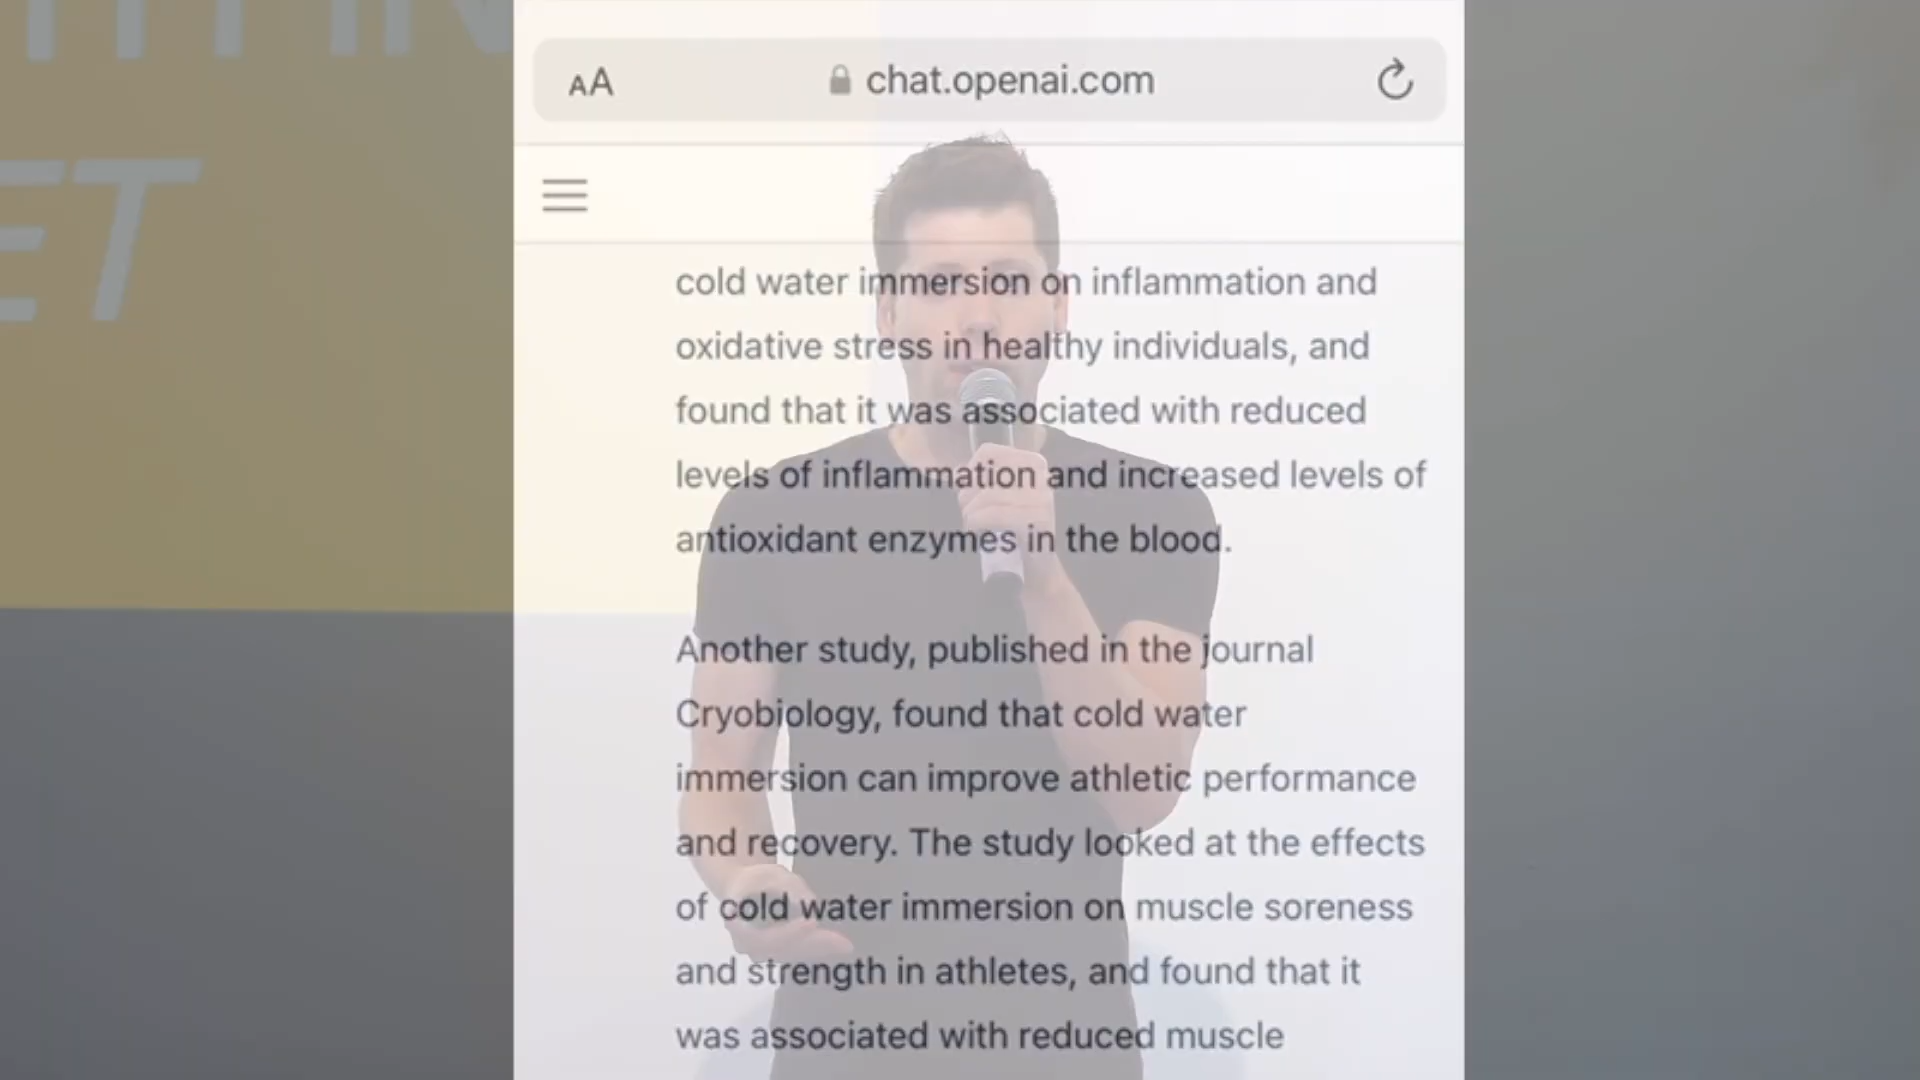 ET
AA chat.openai.com
cold water immersion on inflammation and
oxidative stress in healthy individuals, and
found that it was associated with reduced
levels of inflammation and increased levels of
antioxidant enzymes in the blood.
Another study, published in the journal
Cryobiology, found that cold water
immersion can improve athletic performance
and recovery. The study looked at the effects
of cold water immersion on muscle soreness
and strength in athletes, and found that it
was associated with reduced muscle